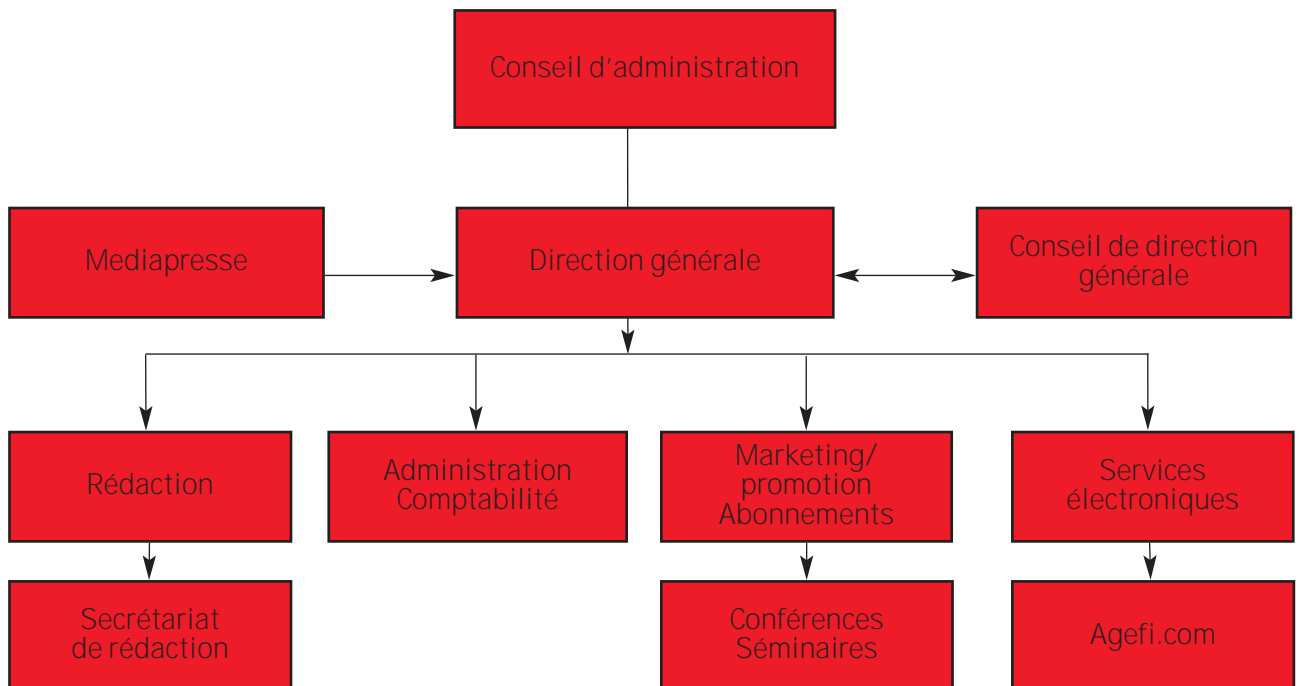 Conseil d'administration
Mediapresse
Direction générale
Conseil de direction
générale
Rédaction
Administration
Comptabilité
Marketing/
promotion
Abonnements
Services
électroniques
Secrétariat
de rédaction
Conférences
Séminaires
Agefi.com